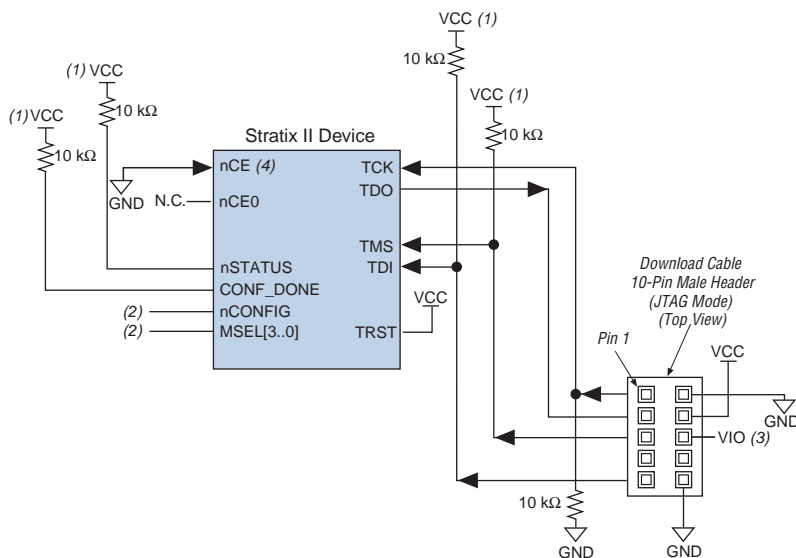 VCC (1)
10 kΩ
(1) VCC
10 kΩ
VCC (1)
10 kΩ
(1) VCC
10 kΩ
Stratix II Device
nCE (4)
TCK
GND
N.C.
nCE0
TDO
TMS
nSTATUS
TDI
CONF_DONE
(2)
nCONFIG
(2)
MSEL[3..0]
TRST
VCC
Download Cable
10-Pin Male Header
(JTAG Mode)
(Top View)
Pin 1
VCC
GND
VIO (3)
10 kΩ
GND
GND